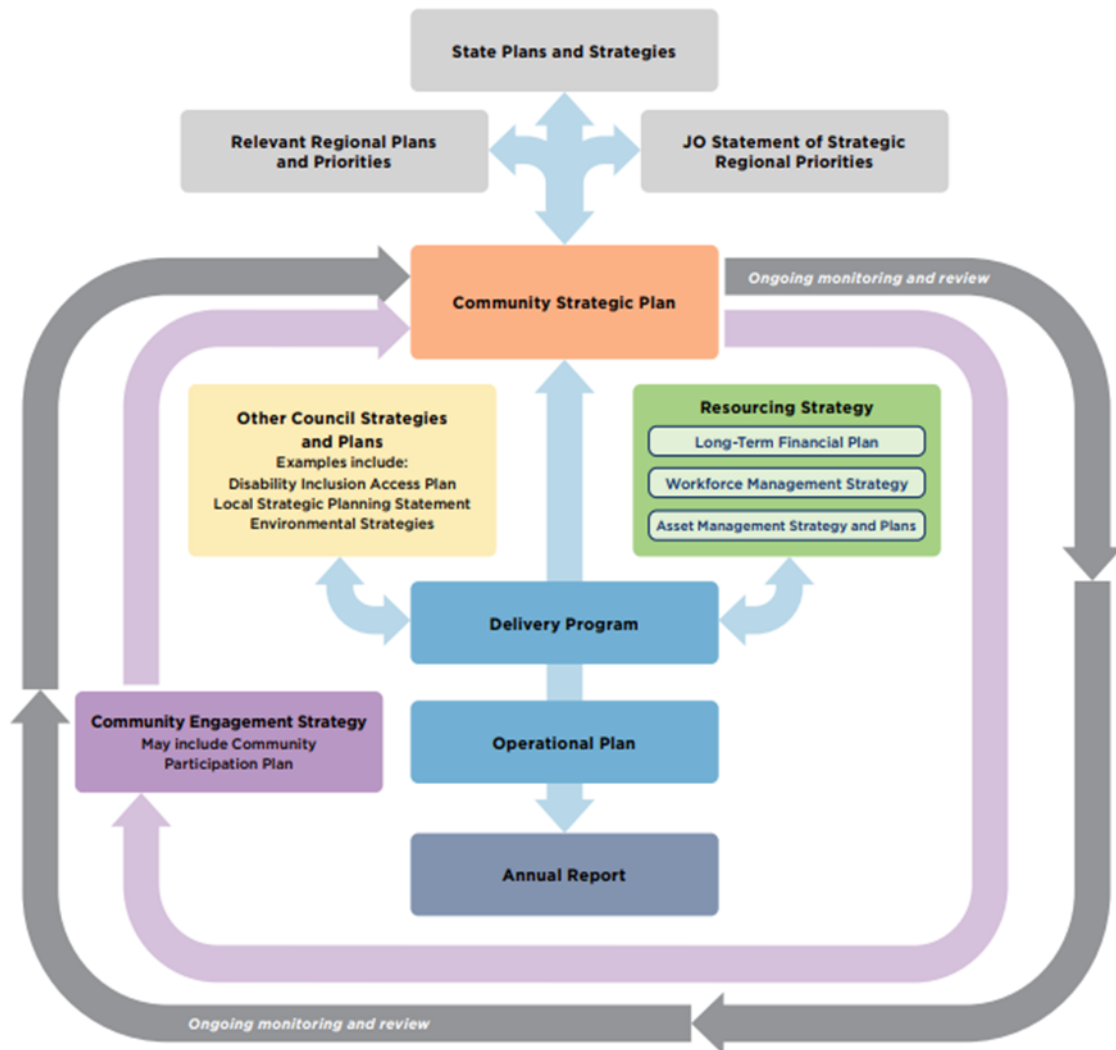 State Plans and Strategies
Relevant Regional Plans
and Priorities
JO Statement of Strategic
Regional Priorities
Community Strategic Plan
Ongoing monitoring and review
Other Council Strategies
and Plans
Examples include:
Disability Inclusion Access Plan
Local Strategic Planning Statement
Environmental Strategies
Resourcing Strategy
Long-Term Financial Plan
Workforce Management Strategy
Asset Management Strategy and Plans
Delivery Program
Community Engagement Strategy
May include Community
Participation Plan
Operational Plan
Annual Report
Ongoing monitoring and review